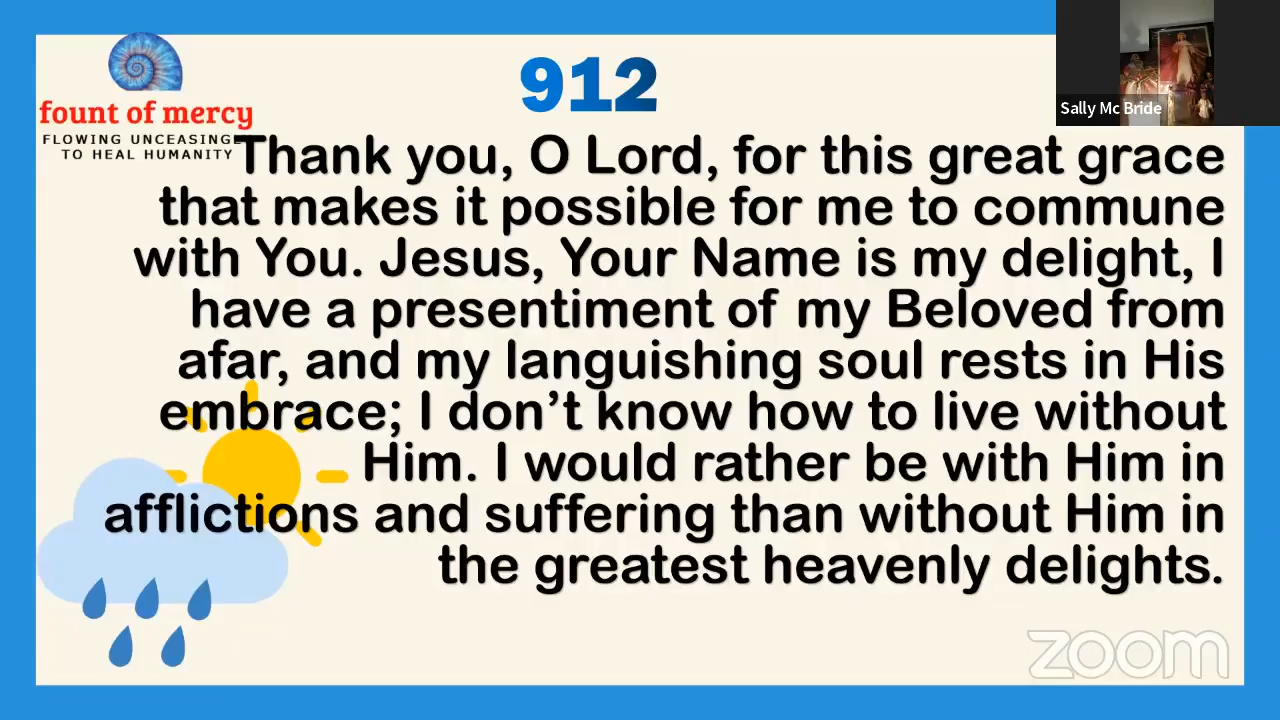 fount of mercy
FLOWING UNCEASING
TO HEAL HUMANITY
912
Sally Mc Bride
Thank you, O Lord, for this great grace
that makes it possible for me to commune
with You. Jesus, Your Name is my delight, I
have a presentiment of my Beloved from
afar, and my languishing soul rests in His
embrace; I don’t know how to live without
Him. I would rather be with Him in
afflictions and suffering than without Him in
the greatest heavenly delights.
zoom